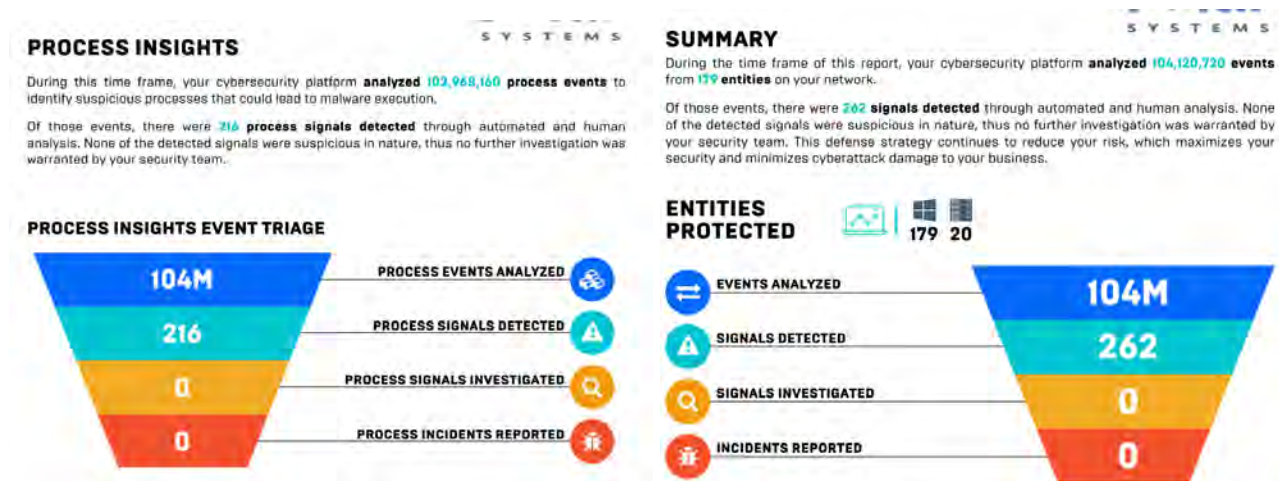 SYSTEMS
PROCESS INSIGHTS
During this time frame, your cybersecurity platform analyzed 103,968,160 process events to
identify suspicious processes that could lead to malware execution.
Of those events, there were 216 process signals detected through automated and human
analysis. None of the detected signals were suspicious in nature, thus no further investigation was
warranted by your security team.
PROCESS INSIGHTS EVENT TRIAGE
104M
PROCESS EVENTS ANALYZED
216
PROCESS SIGNALS DETECTED
0
PROCESS SIGNALS INVESTIGATED
0
PROCESS INCIDENTS REPORTED
SYSTEMS
SUMMARY
During the time frame of this report, your cybersecurity platform analyzed 104,120,720 events
from 179 entities on your network.
Of those events, there were 262 signals detected through automated and human analysis. None
of the detected signals were suspicious in nature, thus no further investigation was warranted by
your security team. This defense strategy continues to reduce your risk, which maximizes your
security and minimizes cyberattack damage to your business.
ENTITIES
PROTECTED
179 20
EVENTS ANALYZED
104M
SIGNALS DETECTED
262
SIGNALS INVESTIGATED
0
INCIDENTS REPORTED
0